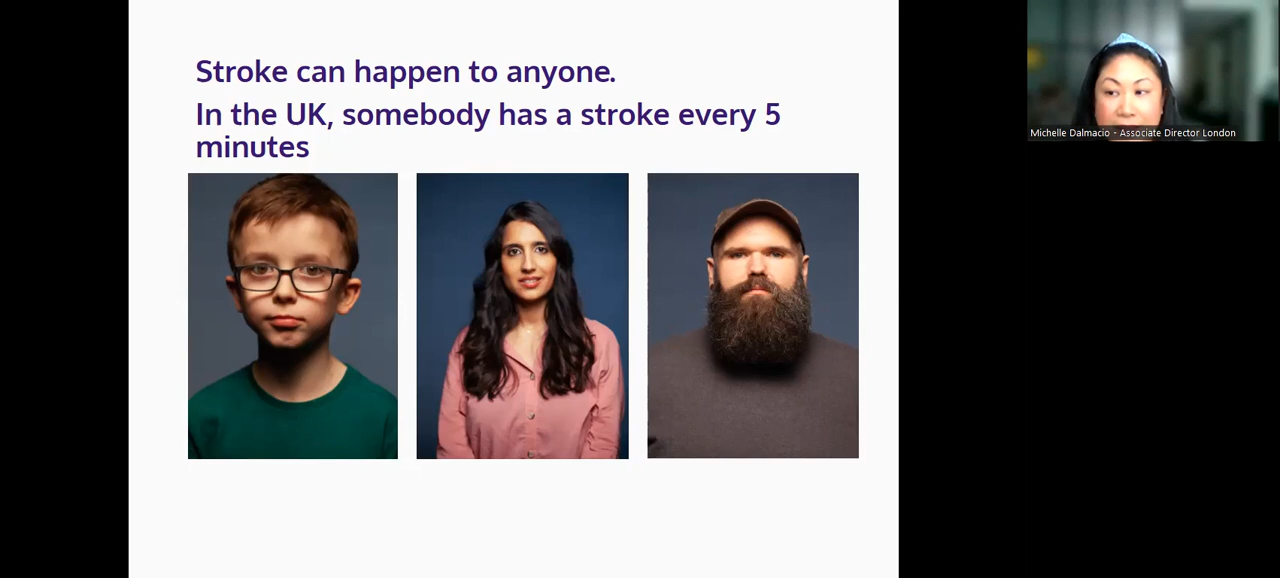 Stroke can happen to anyone.
In the UK, somebody has a stroke every 5
minutes
Michelle Dalmacio - Associate Director London